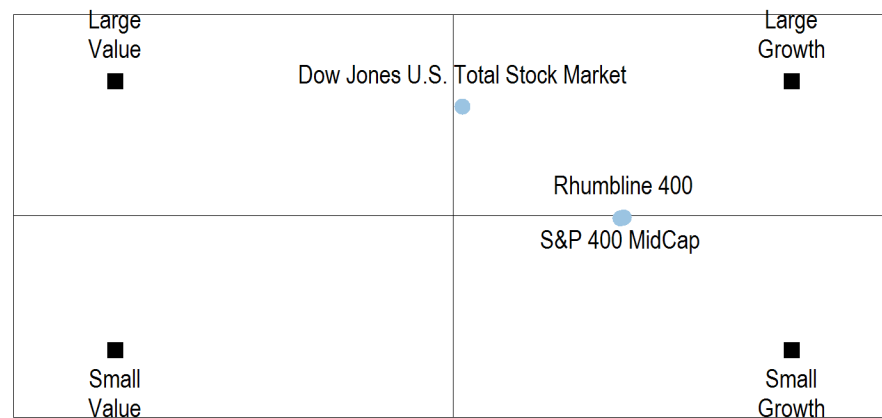 Large
Value
Large
Growth
Dow Jones U.S. Total Stock Market
Rhumbline 400
S&P 400 MidCap
Small
Value
Small
Growth